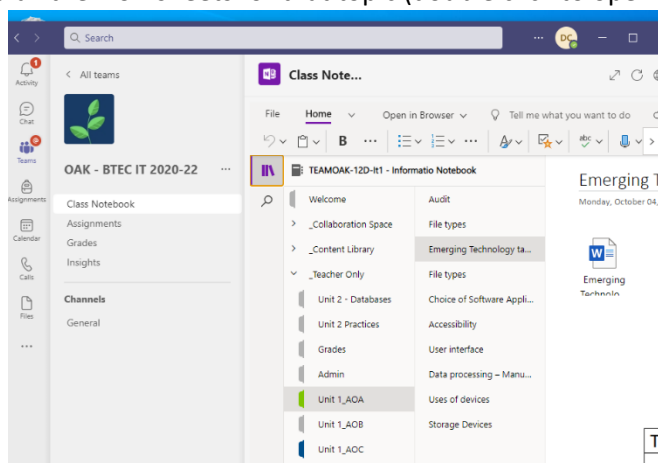 Search
DC
Activity
Chat
Teams
Assignments
Calendar
Calls
Files
All teams
OAK - BTEC IT 2020-22
Class Notebook
Assignments
Grades
Insights
Channels
General
Class Note...
File Home Open in Browser Tell me what you want to do
B
abc
TEAMOAK-12D-It1 - Informatio Notebook
Welcome
_Collaboration Space
_Content Library
_Teacher Only
Unit 2 - Databases
Unit 2 Practices
Grades
Admin
Unit 1_AOA
Unit 1_AOB
Unit 1_AOC
Audit
File types
Emerging Technology ta...
File types
Choice of Software Appli...
Accessibility
User interface
Data processing – Manu...
Uses of devices
Storage Devices
Emerging
Monday, October 04,
W
Emerging